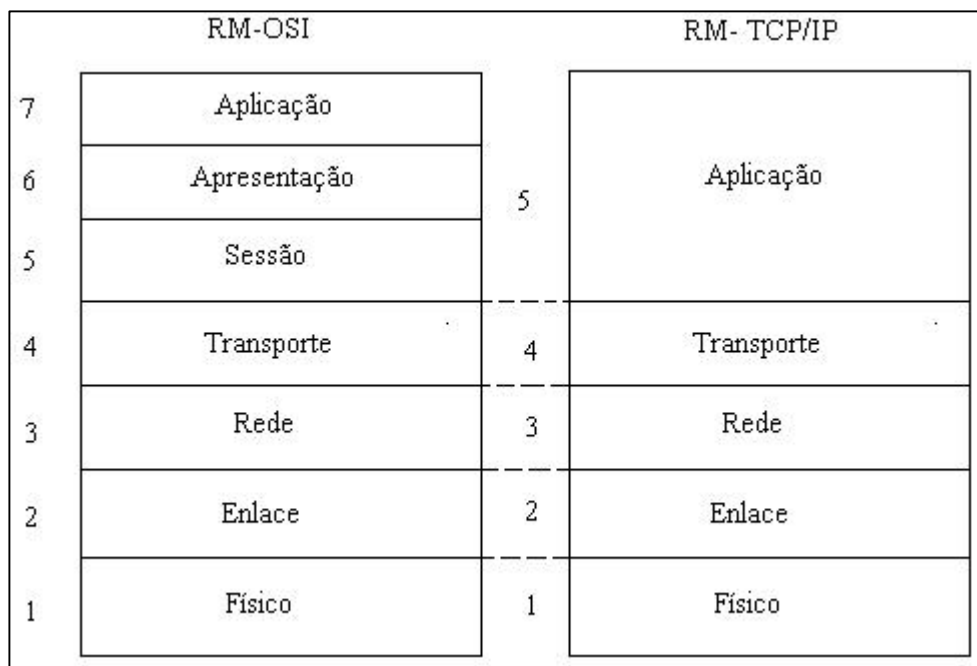 RM-OSI RM- TCP/IP
7 Aplicação
6 Apresentação 5 Aplicação
5 Sessão
4 Transporte 4 Transporte
3 Rede 3 Rede
2 Enlace 2 Enlace
1 Físico 1 Físico